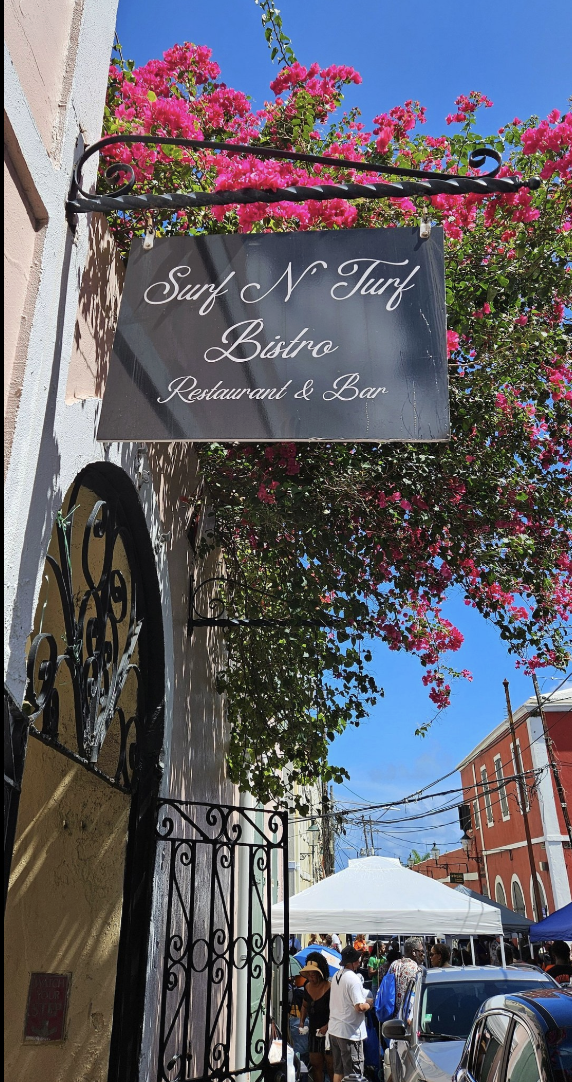 Surf N' Turf
Bistro
Restaurant & Bar